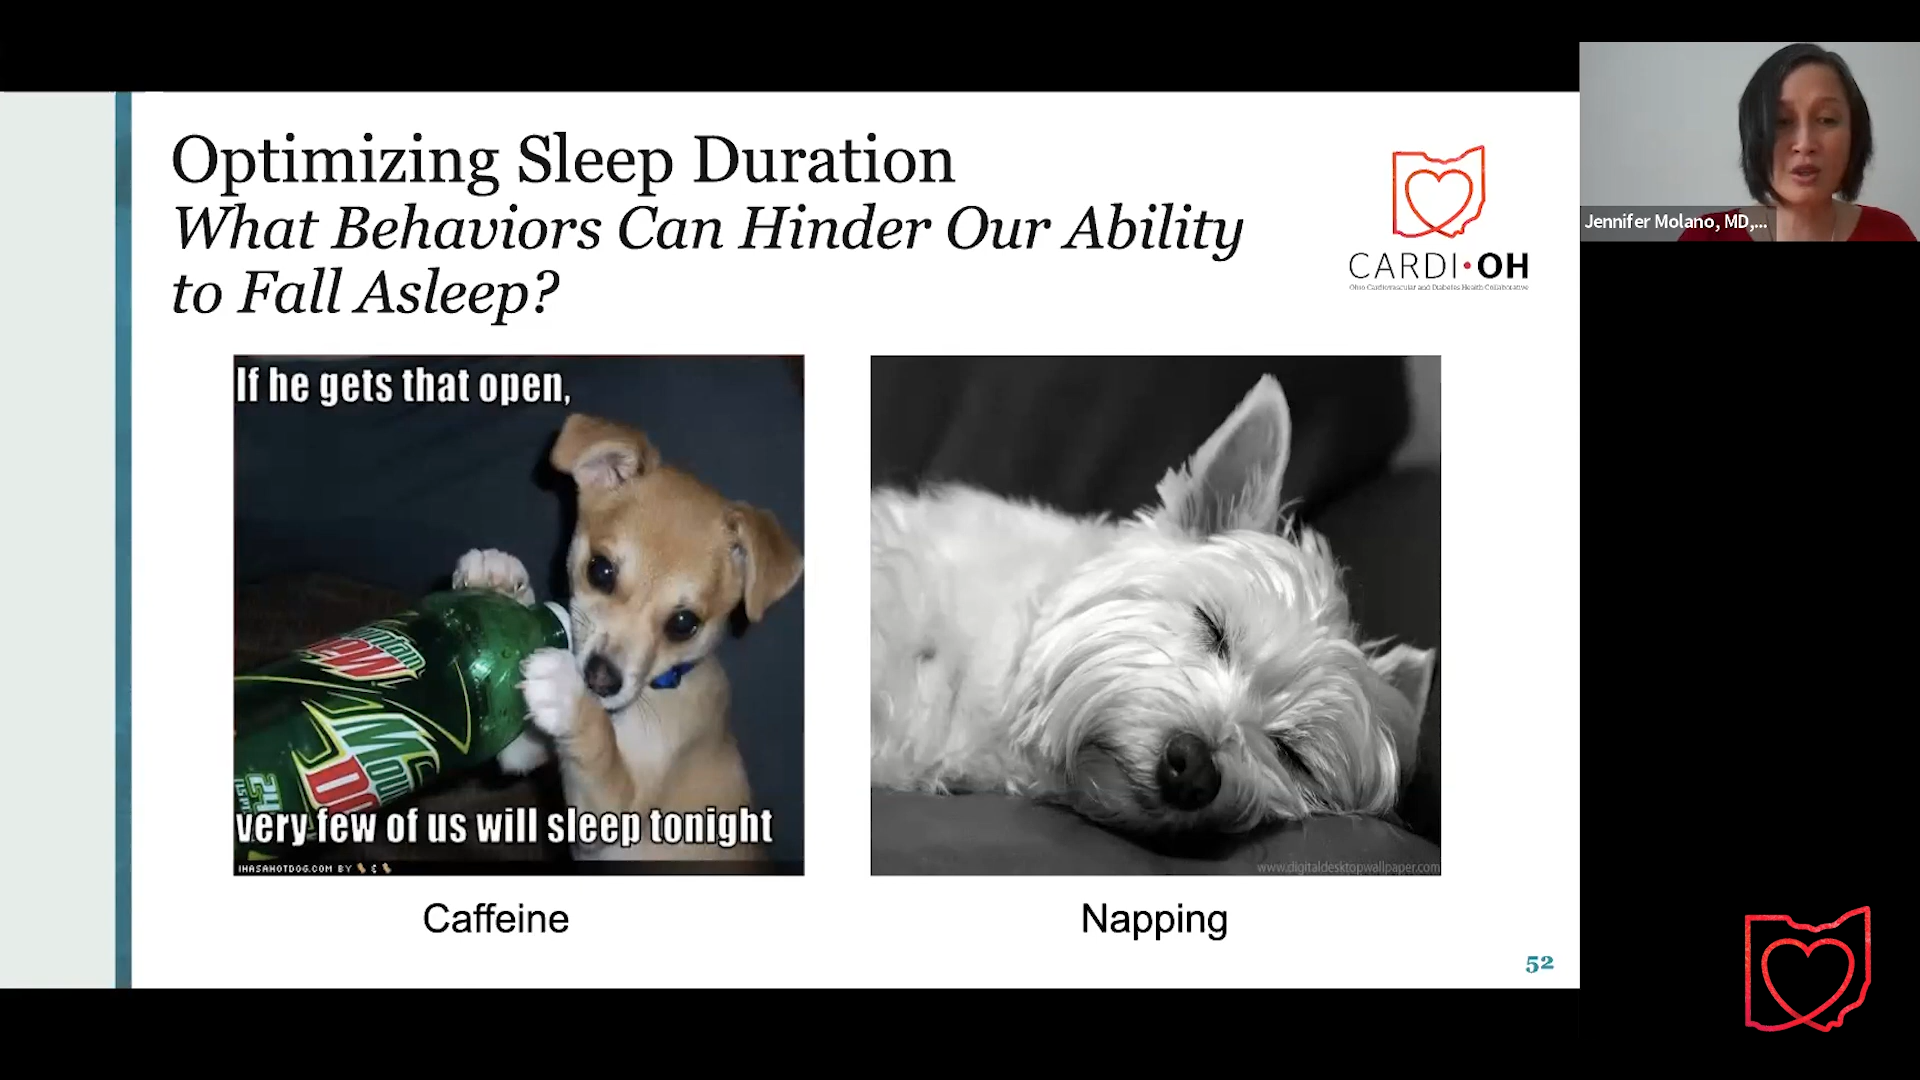 Optimizing Sleep Duration
What Behaviors Can Hinder Our Ability
to Fall Asleep?
CARDI•OH
Ohio Cardiovascular and Diabetes Health Collaborative
Jennifer Molano, MD,...
If he gets that open,
Mountain
Dew
very few of us will sleep tonight
IHASAHOTDOG.COM BY
www.digitaldesktopwallpaper.com
Caffeine
Napping
52